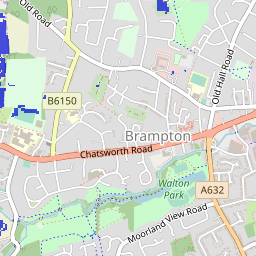 Old Road
Old Hall Road
B6150
Brampton
Chatsworth Road
Walton
Park
A632
Moorland View Road